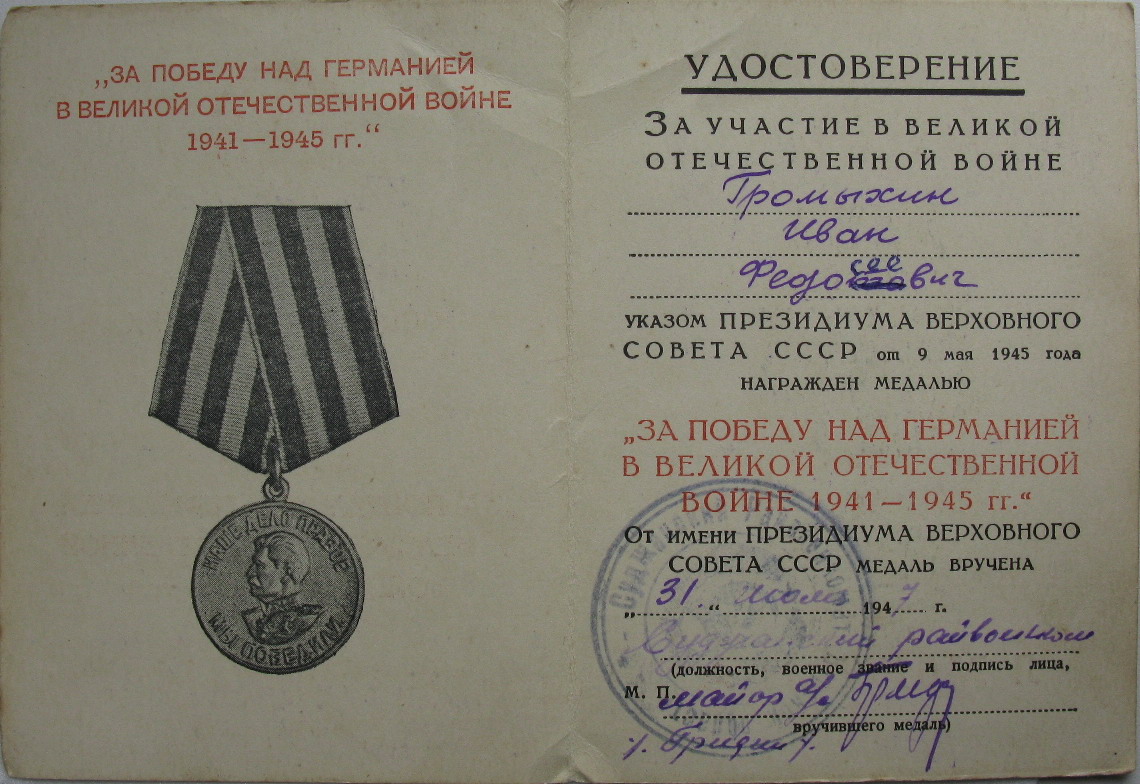 „ЗА ПОБЕДУ НАД ГЕРМАНИЕЙ
В ВЕЛИКОЙ ОТЕЧЕСТВЕННОЙ ВОЙНЕ
1941—1945 гг.“
НАШЕ ДЕЛО ПРАВОЕ
МЫ ПОБЕДИЛИ
УДОСТОВЕРЕНИЕ
ЗА УЧАСТИЕ В ВЕЛИКОЙ
ОТЕЧЕСТВЕННОЙ ВОЙНЕ
Громыхин
Иван
Федосеевич
УКАЗОМ ПРЕЗИДИУМА ВЕРХОВНОГО
СОВЕТА СССР от 9 мая 1945 года
НАГРАЖДЕН МЕДАЛЬЮ
„ЗА ПОБЕДУ НАД ГЕРМАНИЕЙ
В ВЕЛИКОЙ ОТЕЧЕСТВЕННОЙ
ВОЙНЕ 1941—1945 гг.“
ОТ ИМЕНИ ПРЕЗИДИУМА ВЕРХОВНОГО
СОВЕТА СССР МЕДАЛЬ ВРУЧЕНА
„31“ 1947 г.
райвоенком
(должность, военное звание и подпись лица,
М. П. майор
вручившего медаль)